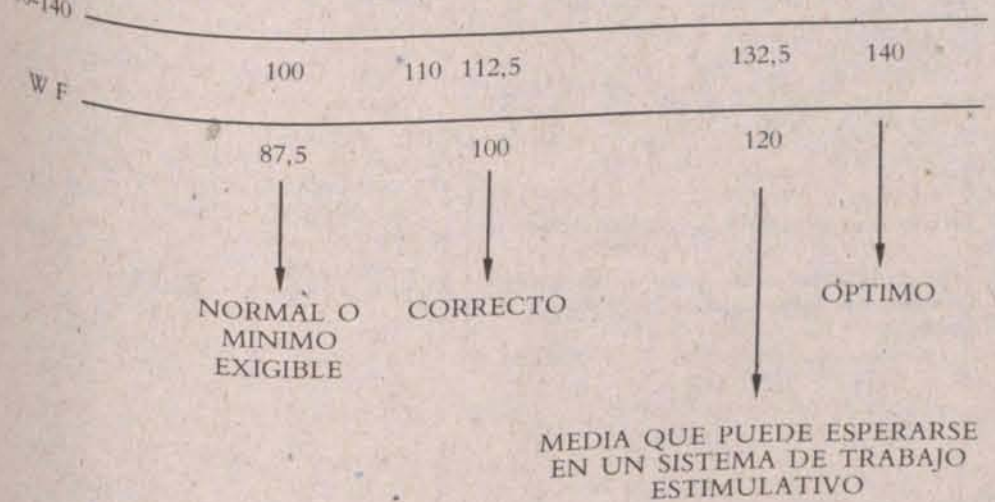 -140
100 110 112,5 132,5 140
W F
87,5 100 120
NORMAL O
MINIMO
EXIGIBLE
CORRECTO
ÓPTIMO
MEDIA QUE PUEDE ESPERARSE
EN UN SISTEMA DE TRABAJO
ESTIMULATIVO